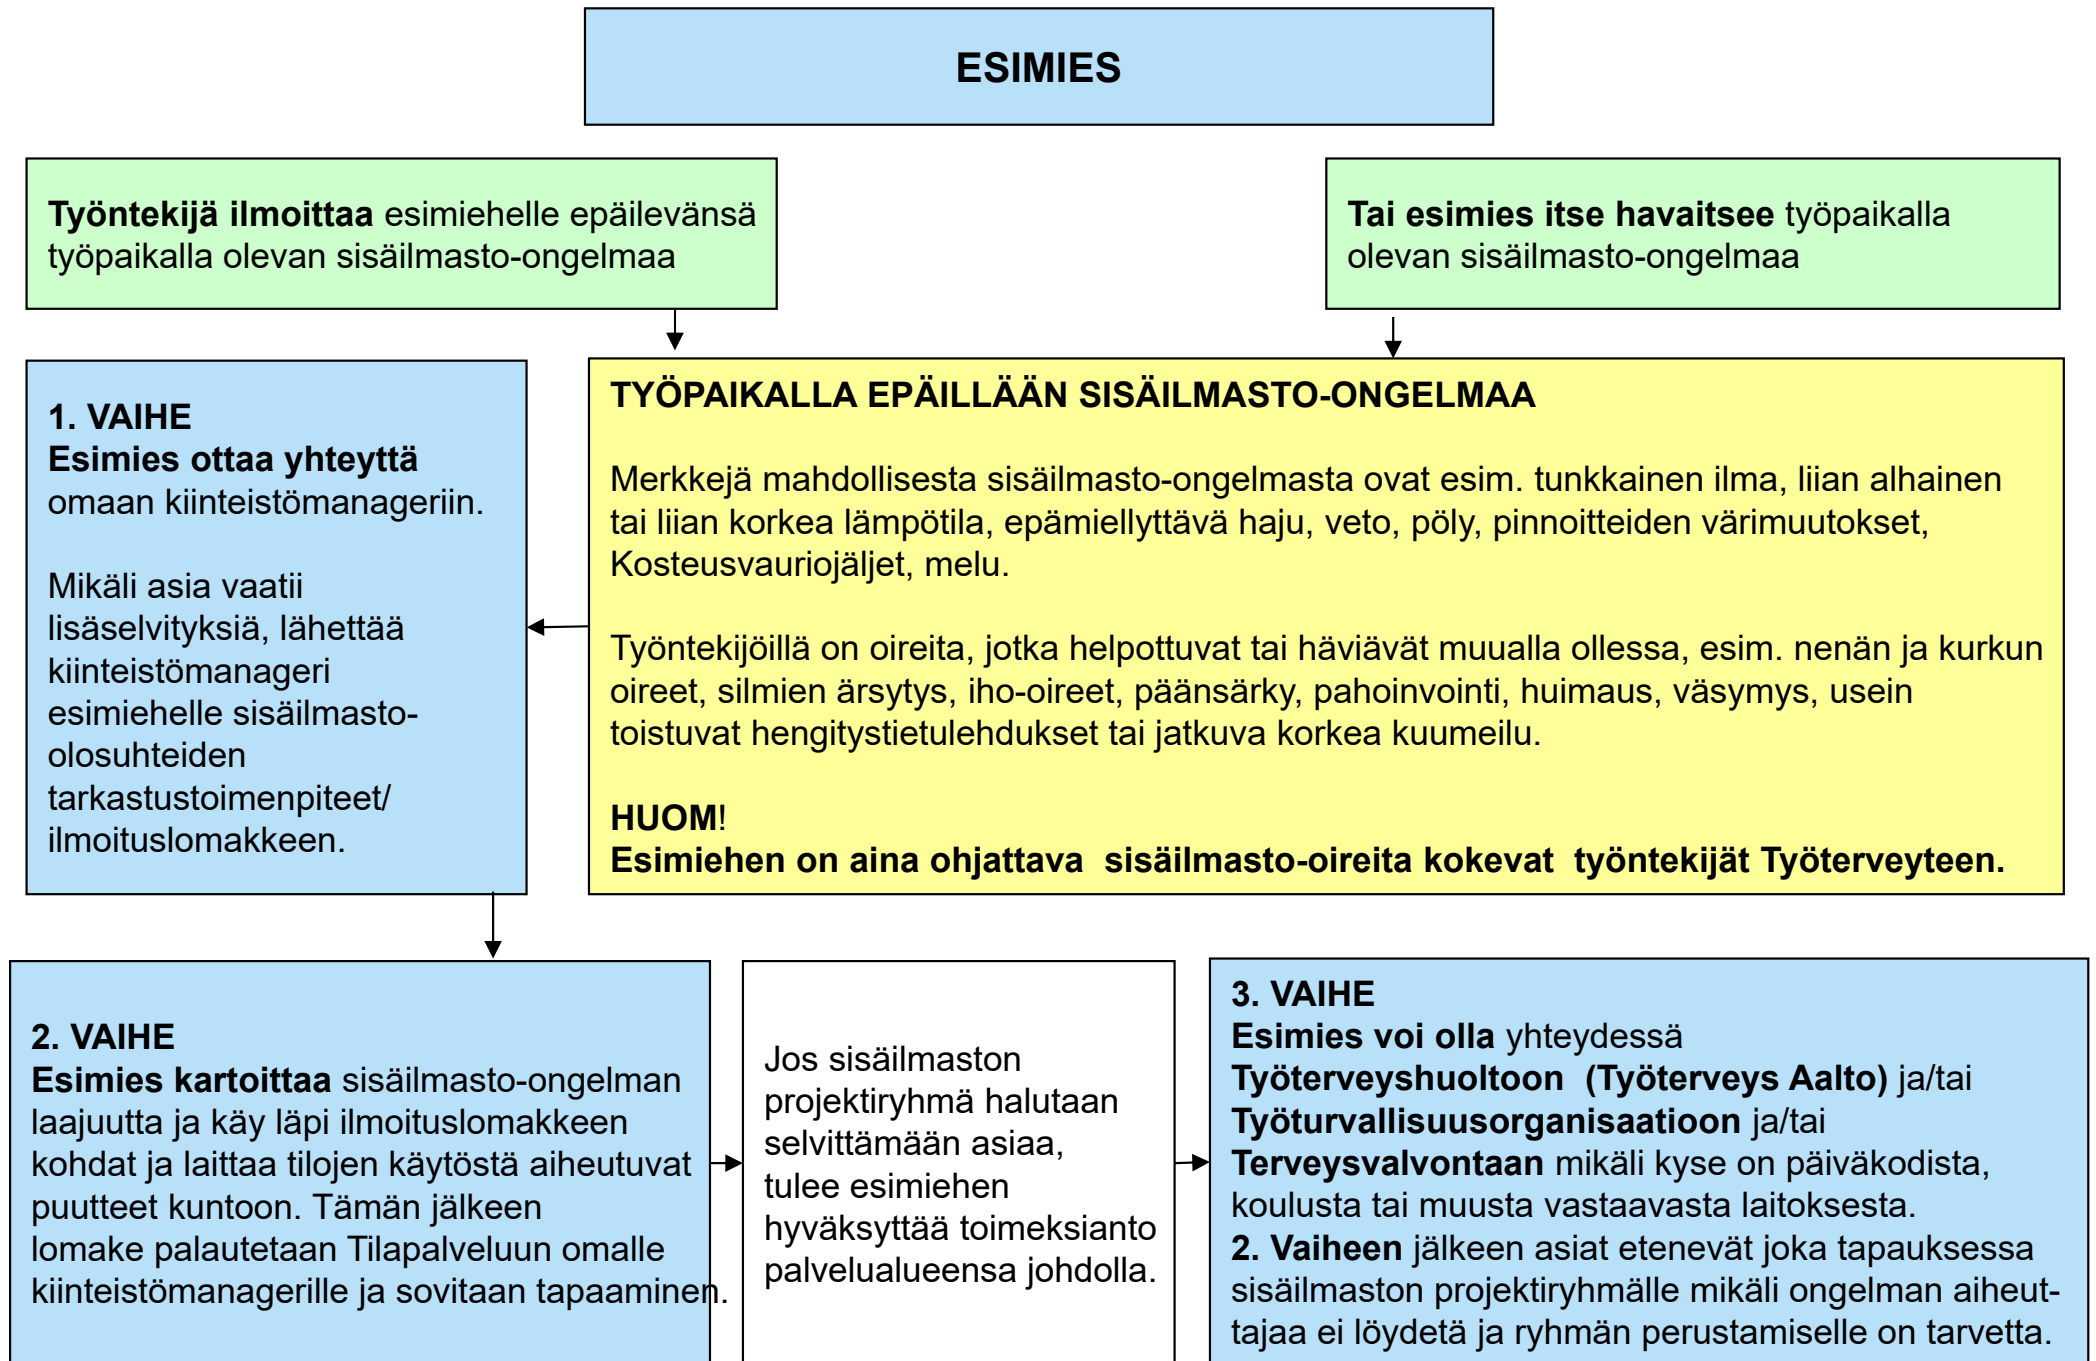 ESIMIES
Työntekijä ilmoittaa esimiehelle epäilevänsä
työpaikalla olevan sisäilmasto-ongelmaa
Tai esimies itse havaitsee työpaikalla
olevan sisäilmasto-ongelmaa
TYÖPAIKALLA EPÄILLÄÄN SISÄILMASTO-ONGELMAA
Merkkejä mahdollisesta sisäilmasto-ongelmasta ovat esim. tunkkainen ilma, liian alhainen
tai liian korkea lämpötila, epämiellyttävä haju, veto, pöly, pinnoitteiden värimuutokset,
Kosteusvauriojäljet, melu.
Työntekijöillä on oireita, jotka helpottuvat tai häviävät muualla ollessa, esim. nenän ja kurkun
oireet, silmien ärsytys, iho-oireet, päänsärky, pahoinvointi, huimaus, väsymys, usein
toistuvat hengitystietulehdukset tai jatkuva korkea kuumeilu.
HUOM!
Esimiehen on aina ohjattava  sisäilmasto-oireita kokevat  työntekijät Työterveyteen.
1. VAIHE
Esimies ottaa yhteyttä
omaan kiinteistömanageriin.
Mikäli asia vaatii
lisäselvityksiä, lähettää
kiinteistömanageri
esimiehelle sisäilmasto-
olosuhteiden
tarkastustoimenpiteet/
ilmoituslomakkeen.
2. VAIHE
Esimies kartoittaa sisäilmasto-ongelman
laajuutta ja käy läpi ilmoituslomakkeen
kohdat ja laittaa tilojen käytöstä aiheutuvat
puutteet kuntoon. Tämän jälkeen
lomake palautetaan Tilapalveluun omalle
kiinteistömanagerille ja sovitaan tapaaminen.
Jos sisäilmaston
projektiryhmä halutaan
selvittämään asiaa,
tulee esimiehen
hyväksyttää toimeksianto
palvelualueensa johdolla.
3. VAIHE
Esimies voi olla yhteydessä
Työterveyshuoltoon  (Työterveys Aalto) ja/tai
Työturvallisuusorganisaatioon ja/tai
Terveysvalvontaan mikäli kyse on päiväkodista,
koulusta tai muusta vastaavasta laitoksesta.
2. Vaiheen jälkeen asiat etenevät joka tapauksessa
sisäilmaston projektiryhmälle mikäli ongelman aiheut-
tajaa ei löydetä ja ryhmän perustamiselle on tarvetta.